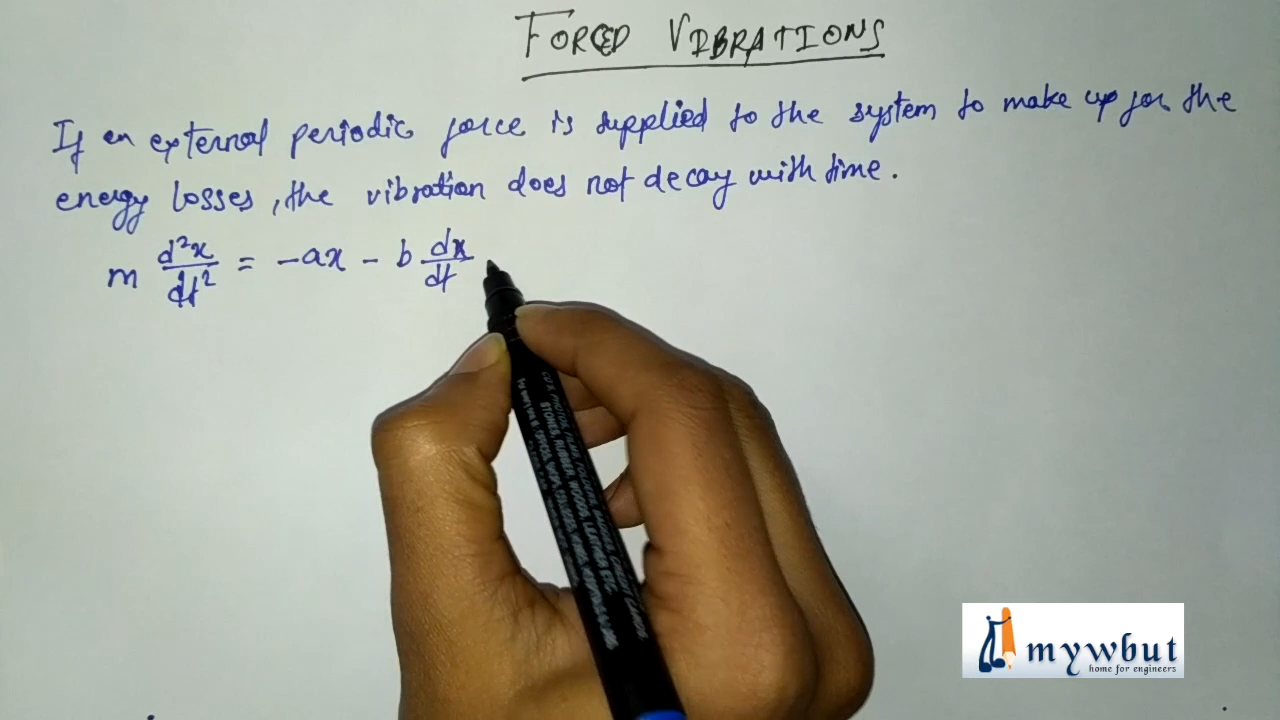 FORCED VIBRATIONS
If an external periodic force is supplied to the system to make up for the
energy losses, the vibration does not decay with time.
m d²x/dt² = -ax - b dx/dt
mywbut
home for engineers